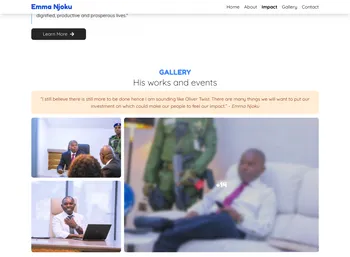 Emma Njoku
Home About Impact Gallery Contact
dignified, productive and prosperous lives."
Learn More →
GALLERY
His works and events
"I still believe there is still more to be done hence I am sounding like Oliver Twist. There are many things we will want to put our
investment on which could make our people to feel our impact." - Emma Njoku